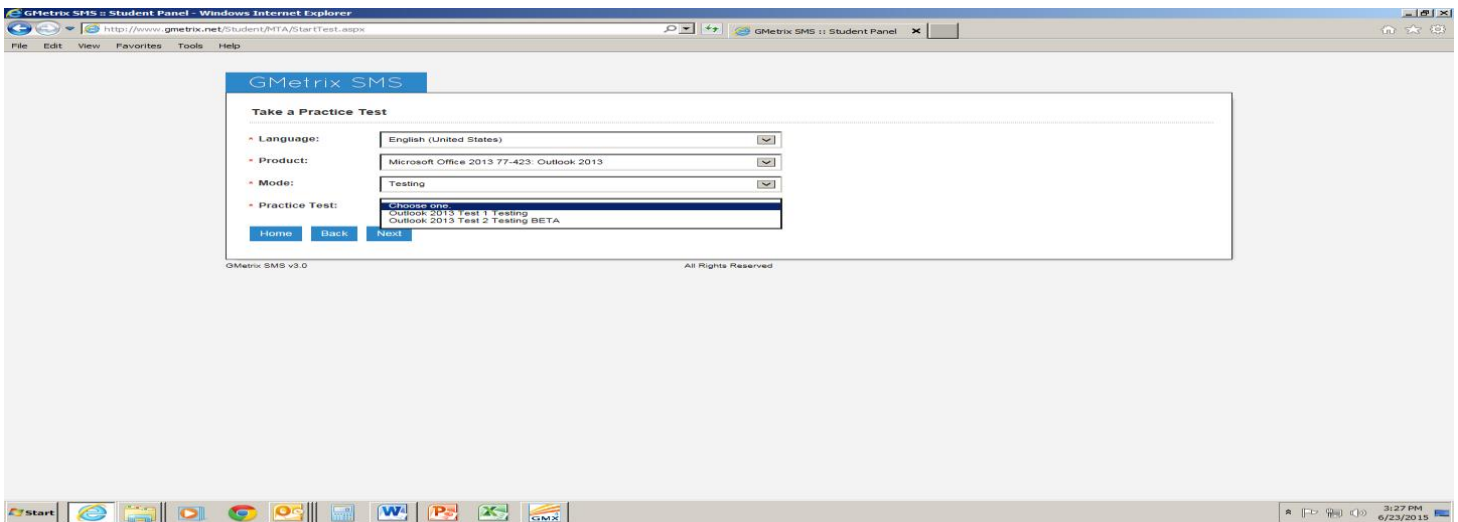 GMetrix SMS :: Student Panel - Windows Internet Explorer
http://www.gmetrix.net/Student/MTA/StartTest.aspx GMetrix SMS :: Student Panel
File Edit View Favorites Tools Help
GMetrix SMS
Take a Practice Test
* Language: English (United States)
* Product: Microsoft Office 2013 77-423: Outlook 2013
* Mode: Testing
* Practice Test: Choose one.
Outlook 2013 Test 1 Testing
Outlook 2013 Test 2 Testing BETA
Home Back Next
GMetrix SMS v3.0 All Rights Reserved
Start GMX 3:27 PM
6/23/2015